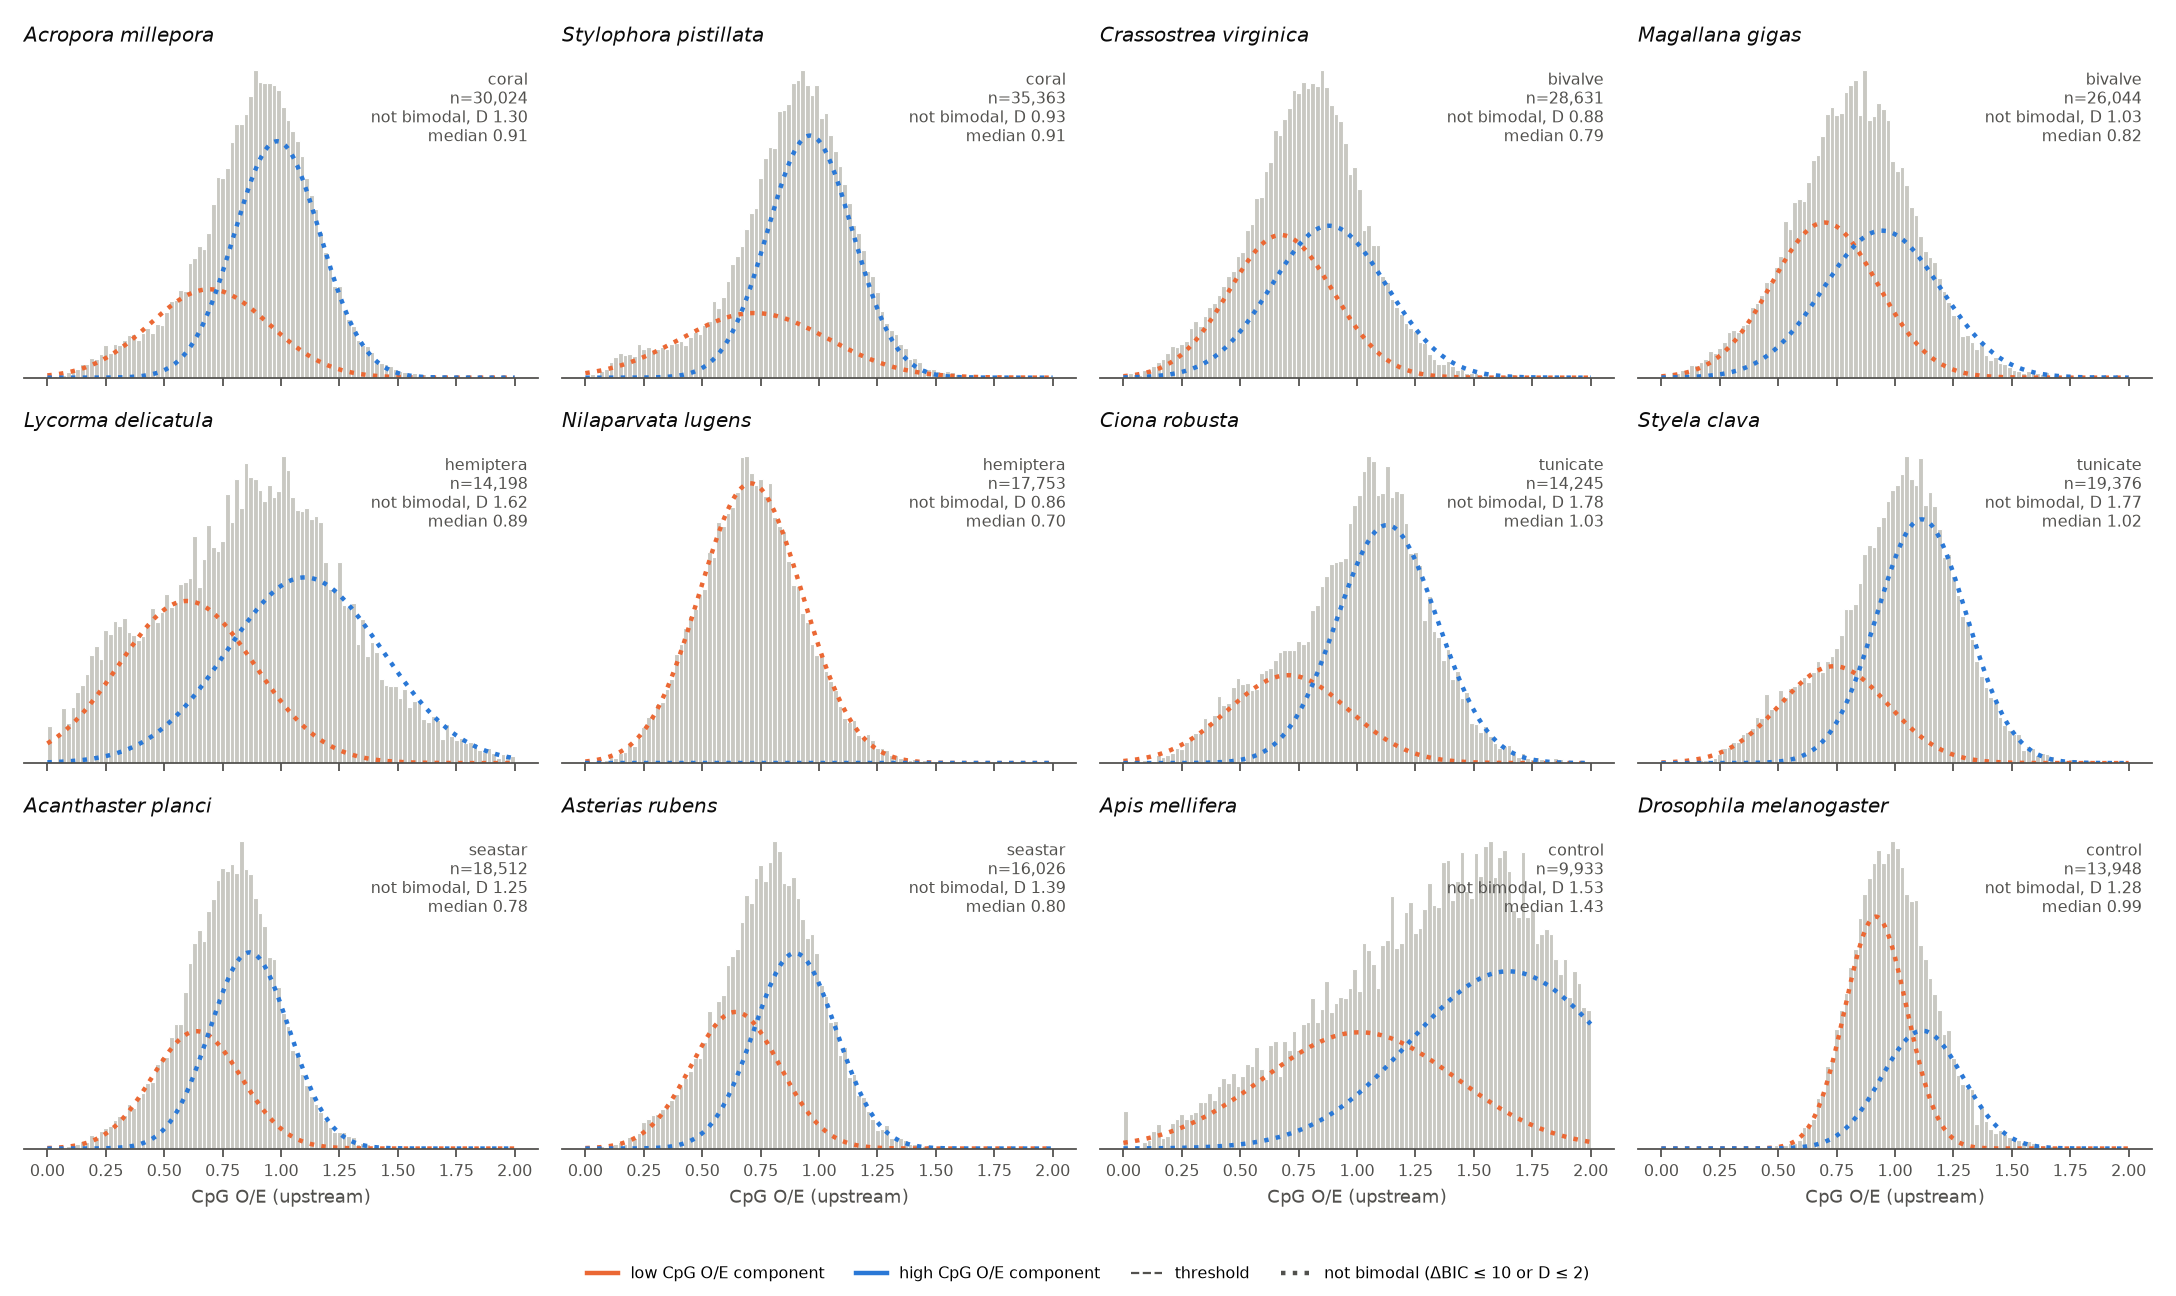 Acropora millepora
coral
n=30,024
not bimodal, D 1.30
median 0.91
Stylophora pistillata
coral
n=35,363
not bimodal, D 0.93
median 0.91
Crassostrea virginica
bivalve
n=28,631
not bimodal, D 0.88
median 0.79
Magallana gigas
bivalve
n=26,044
not bimodal, D 1.03
median 0.82
Lycorma delicatula
hemiptera
n=14,198
not bimodal, D 1.62
median 0.89
Nilaparvata lugens
hemiptera
n=17,753
not bimodal, D 0.86
median 0.70
Ciona robusta
tunicate
n=14,245
not bimodal, D 1.78
median 1.03
Styela clava
tunicate
n=19,376
not bimodal, D 1.77
median 1.02
Acanthaster planci
seastar
n=18,512
not bimodal, D 1.25
median 0.78
0.00 0.25 0.50 0.75 1.00 1.25 1.50 1.75 2.00
CpG O/E (upstream)
Asterias rubens
seastar
n=16,026
not bimodal, D 1.39
median 0.80
0.00 0.25 0.50 0.75 1.00 1.25 1.50 1.75 2.00
CpG O/E (upstream)
Apis mellifera
control
n=9,933
not bimodal, D 1.53
median 1.43
0.00 0.25 0.50 0.75 1.00 1.25 1.50 1.75 2.00
CpG O/E (upstream)
Drosophila melanogaster
control
n=13,948
not bimodal, D 1.28
median 0.99
0.00 0.25 0.50 0.75 1.00 1.25 1.50 1.75 2.00
CpG O/E (upstream)
low CpG O/E component high CpG O/E component threshold not bimodal (ΔBIC ≤ 10 or D ≤ 2)